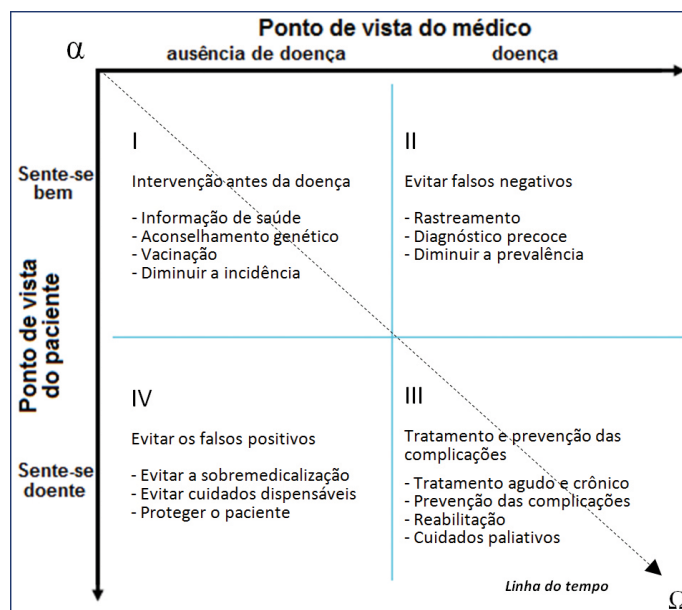 Ponto de vista do médico
α
ausência de doença
doença
Ponto de vista
do paciente
Sente-se
bem
I
Intervenção antes da doença
- Informação de saúde
- Aconselhamento genético
- Vacinação
- Diminuir a incidência
II
Evitar falsos negativos
- Rastreamento
- Diagnóstico precoce
- Diminuir a prevalência
Sente-se
doente
IV
Evitar os falsos positivos
- Evitar a sobremedicalização
- Evitar cuidados dispensáveis
- Proteger o paciente
III
Tratamento e prevenção das
complicações
- Tratamento agudo e crônico
- Prevenção das complicações
- Reabilitação
- Cuidados paliativos
Linha do tempo
Ω